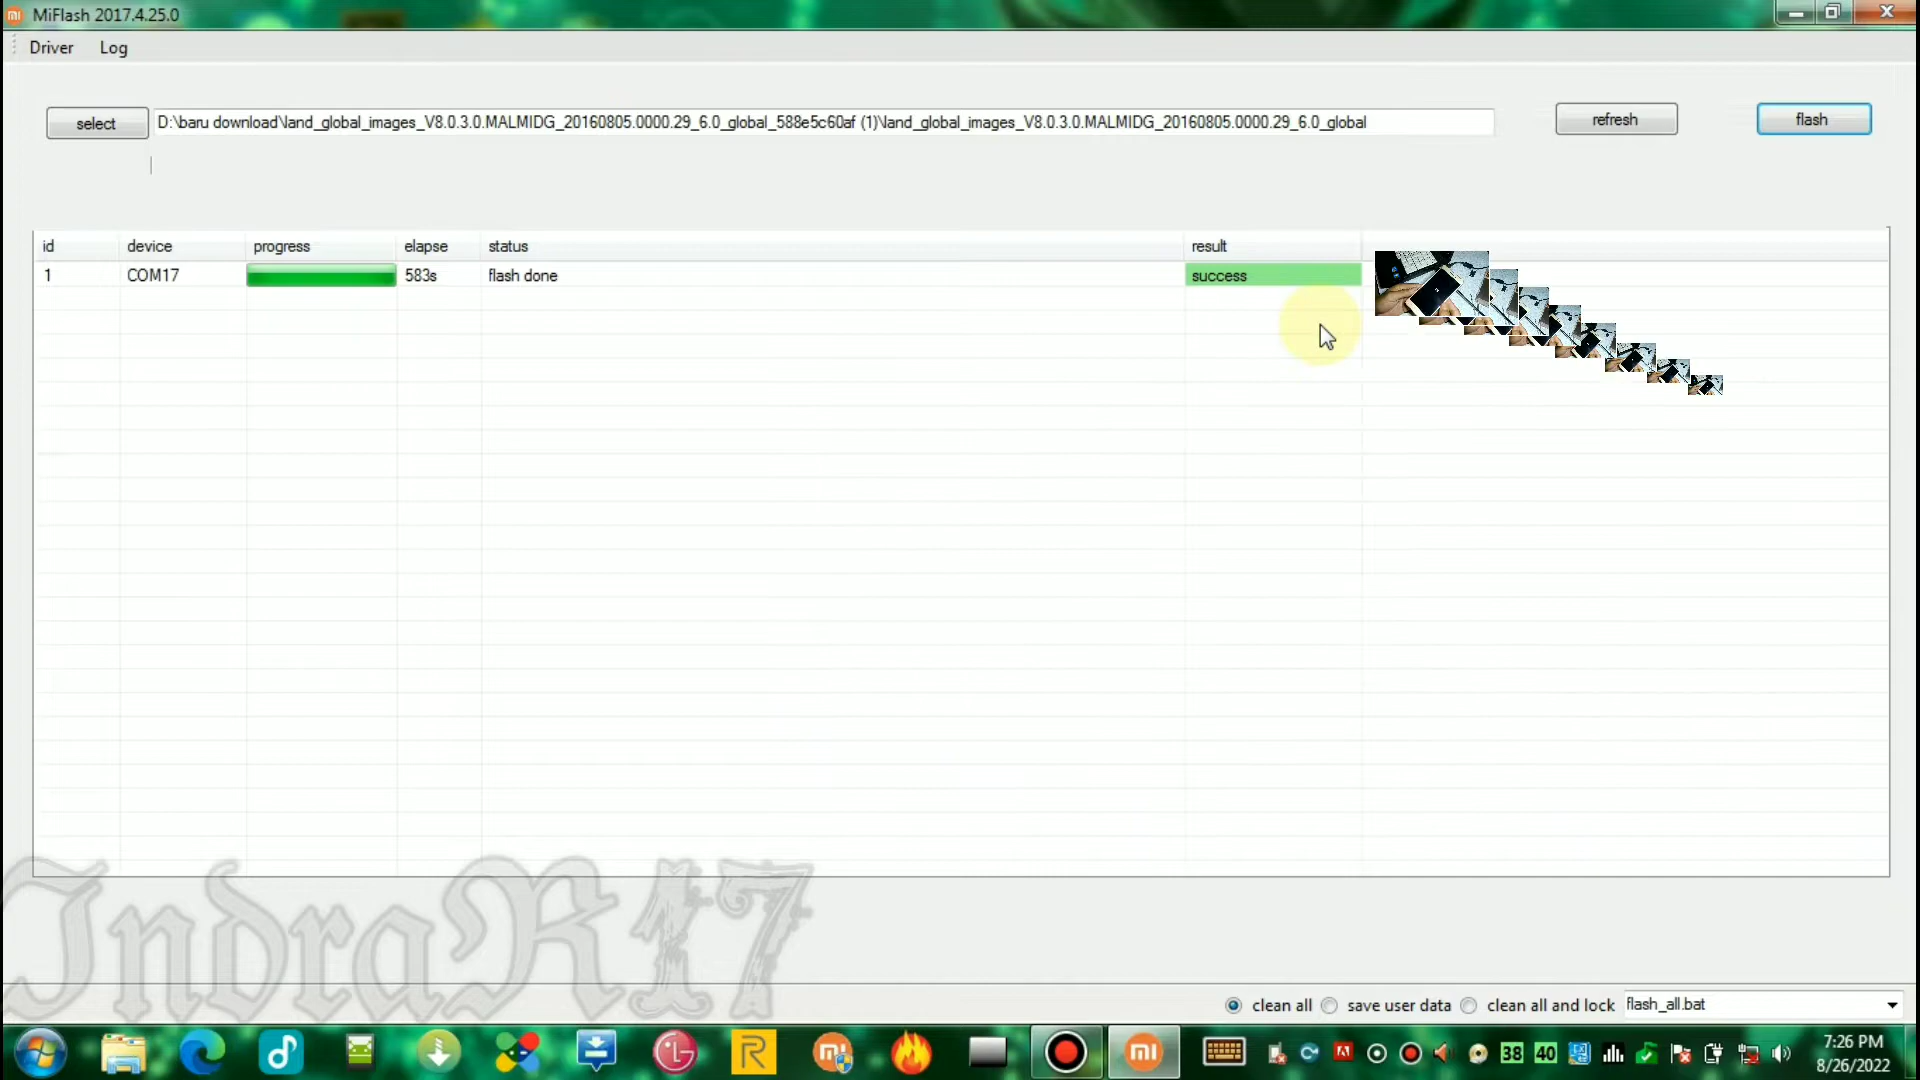 MiFlash 2017.4.25.0
Driver Log
select D:\baru download\land_global_images_V8.0.3.0.MALMIDG_20160805.0000.29_6.0_global_588e5c60af (1)\land_global_images_V8.0.3.0.MALMIDG_20160805.0000.29_6.0_global refresh flash
id device progress elapse status result
1 COM17 583s flash done success
IndraR17
clean all save user data clean all and lock flash_all.bat
38 40 7:26 PM
8/26/2022